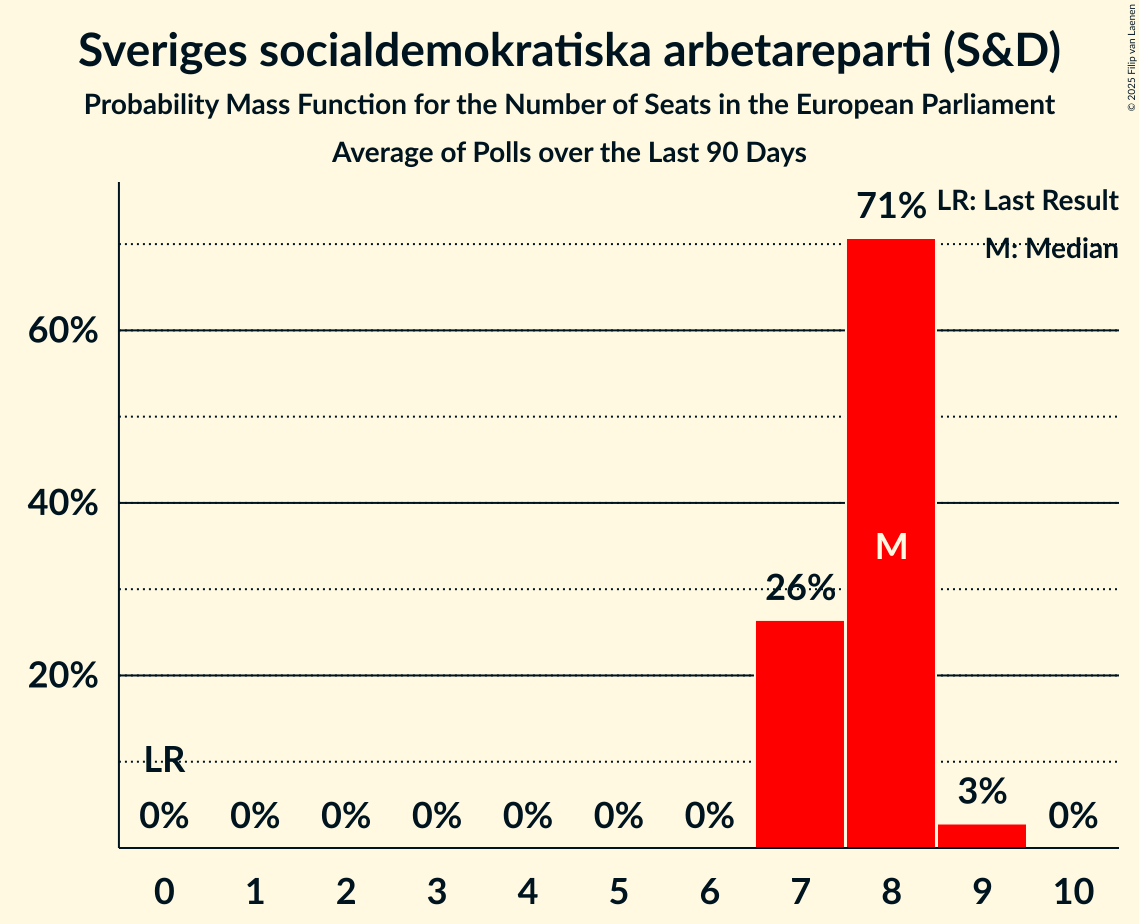 Sveriges socialdemokratiska arbetareparti (S&D)
Probability Mass Function for the Number of Seats in the European Parliament
Average of Polls over the Last 90 Days
© 2025 Filip van Laenen
71%
LR: Last Result
M: Median
60%
40%
M
26%
20%
LR
3%
0% 0% 0% 0% 0% 0% 0% 0%
0 1 2 3 4 5 6 7 8 9 10